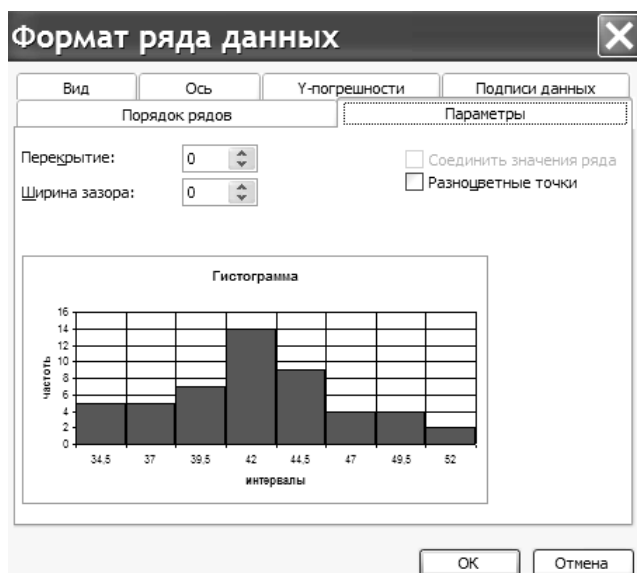 Формат ряда данных
Вид Ось Y-погрешности Подписи данных
Порядок рядов Параметры
Перекрытие: 0 Соединить значения ряда
Ширина зазора: 0 Разноцветные точки
Гистограмма
16
14
12
10
8
6
4
2
0
частоты
34,5 37 39,5 42 44,5 47 49,5 52
интервалы
ОК Отмена